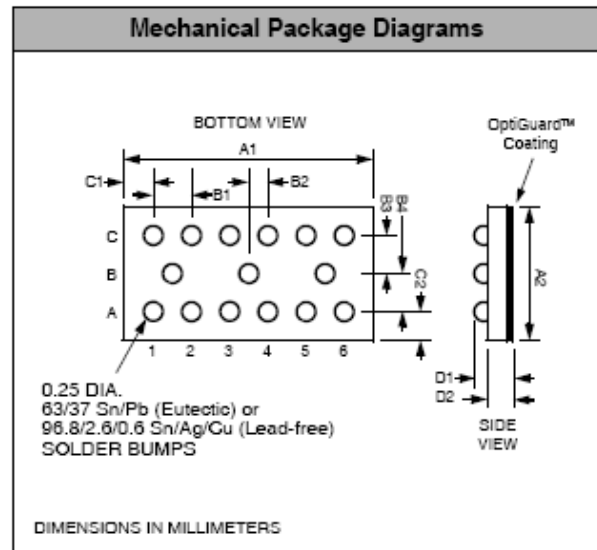 Mechanical Package Diagrams
BOTTOM VIEW
OptiGuard™
Coating
A1
C1
B1
B2
B3
B4
C
B
A
C2
A2
1 2 3 4 5 6
D1
D2
SIDE
VIEW
0.25 DIA.
63/37 Sn/Pb (Eutectic) or
96.8/2.6/0.6 Sn/Ag/Cu (Lead-free)
SOLDER BUMPS
DIMENSIONS IN MILLIMETERS